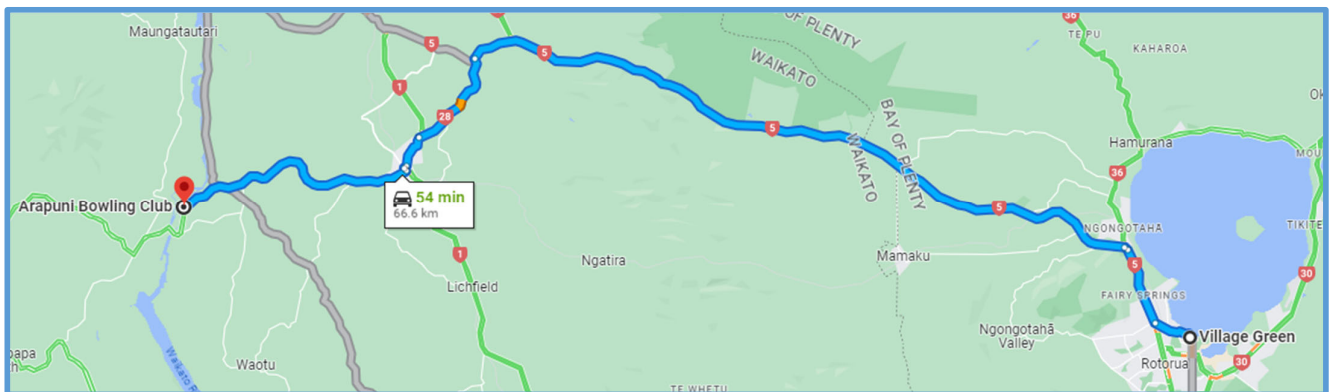 Maungatautari
5
1
28
5
OF PLENTY
WAIKATO
5
36
TE PU
KAHAROA
BAY OF PLENTY
WAIKATO
Hamurana
36
Arapuni Bowling Club
54 min
66.6 km
5
NGONGOTAHA
TIKITE
1
Ngatira
Mamaku
5
30
Lichfield
FAIRY SPRINGS
Ngongotahā
Valley
Village Green
Waikato R
Waotu
Rotorua
30
TE WHETU